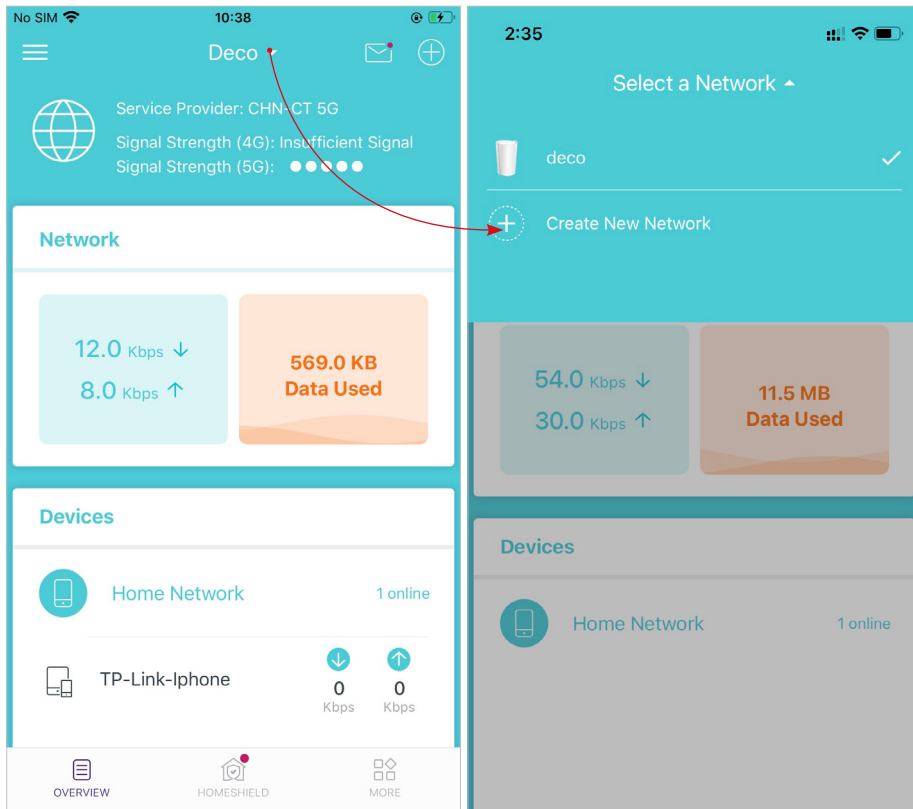 No SIM
10:38
Deco
Service Provider: CHN-CT 5G
Signal Strength (4G): Insufficient Signal
Signal Strength (5G):
Network
12.0 Kbps ↓
8.0 Kbps ↑
569.0 KB
Data Used
Devices
Home Network
1 online
TP-Link-Iphone
0
Kbps
0
Kbps
OVERVIEW
HOMESHIELD
MORE
2:35
Select a Network
deco
Create New Network
54.0 Kbps ↓
30.0 Kbps ↑
11.5 MB
Data Used
Devices
Home Network
1 online